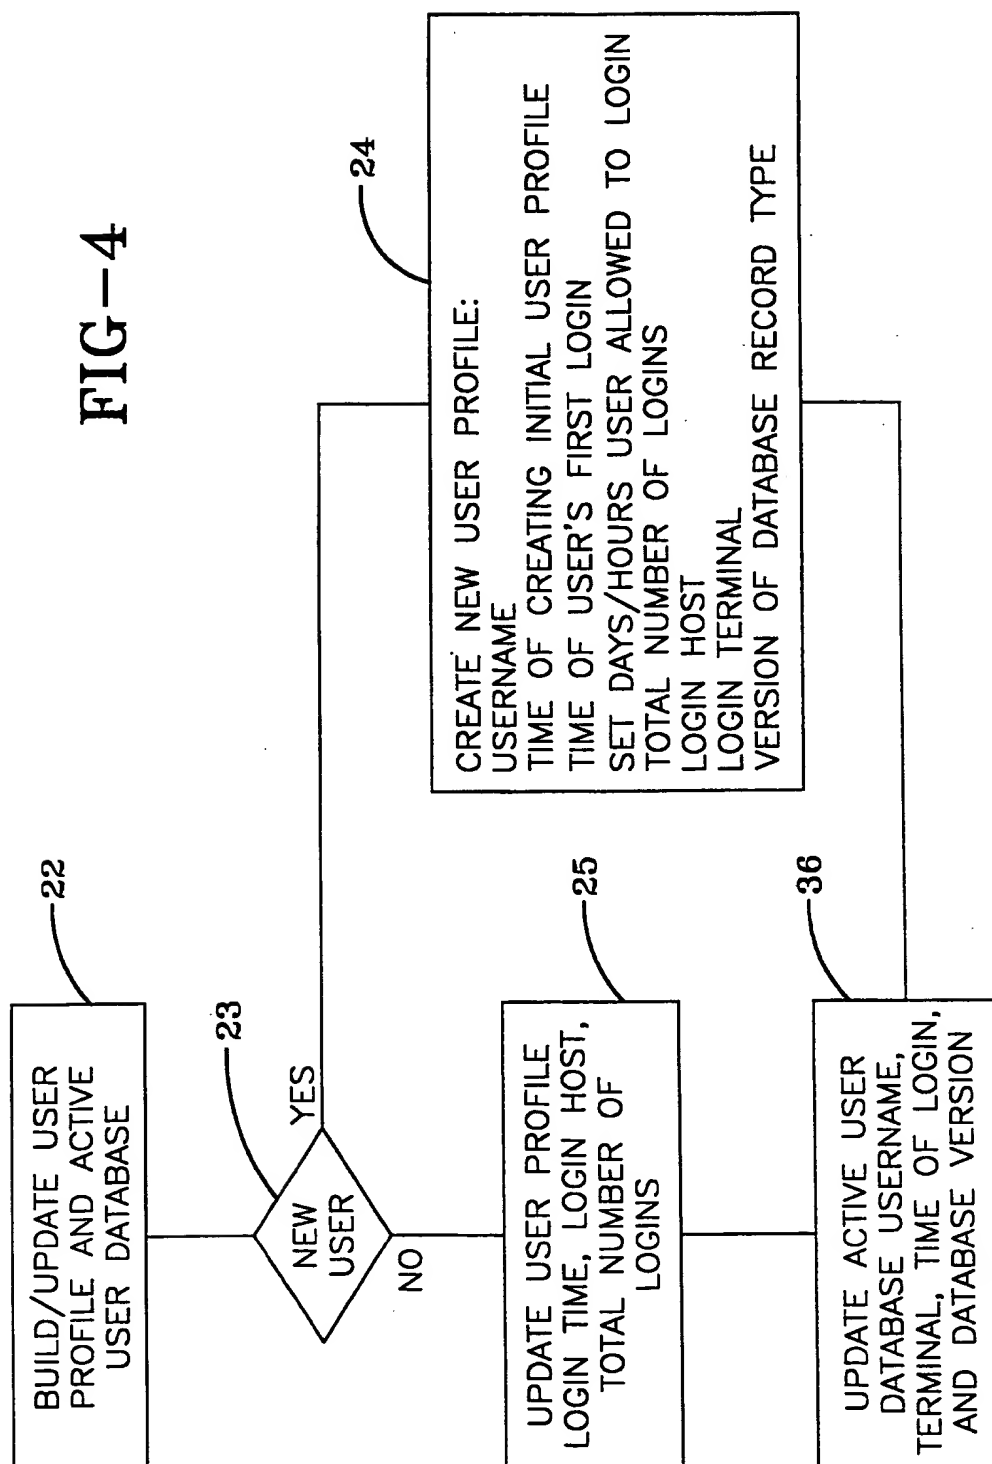 FIG-4
22
BUILD/UPDATE USER
PROFILE AND ACTIVE
USER DATABASE
23
NEW
USER
YES
NO
24
CREATE NEW USER PROFILE:
USERNAME
TIME OF CREATING INITIAL USER PROFILE
TIME OF USER'S FIRST LOGIN
SET DAYS/HOURS USER ALLOWED TO LOGIN
TOTAL NUMBER OF LOGINS
LOGIN HOST
LOGIN TERMINAL
VERSION OF DATABASE RECORD TYPE
25
UPDATE USER PROFILE
LOGIN TIME, LOGIN HOST,
TOTAL NUMBER OF
LOGINS
36
UPDATE ACTIVE USER
DATABASE USERNAME,
TERMINAL, TIME OF LOGIN,
AND DATABASE VERSION